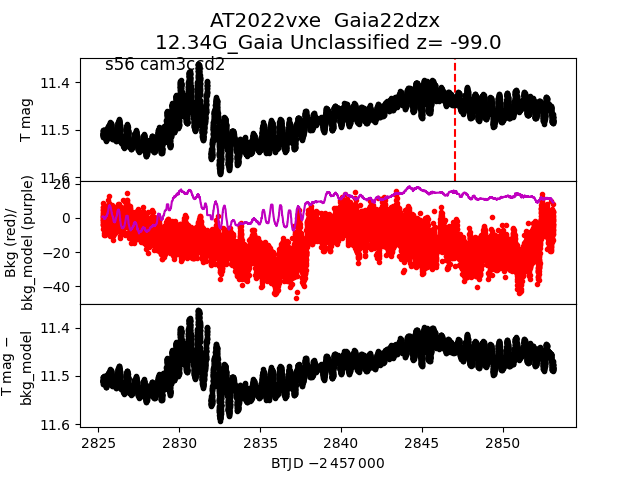 AT2022vxe  Gaia22dzx
12.34G_Gaia Unclassified z= -99.0
s56 cam3ccd2
T mag
11.4
11.5
11.6
Bkg (red)/
bkg_model (purple)
20
0
−20
−40
T mag −
bkg_model
11.4
11.5
11.6
2825
2830
2835
2840
2845
2850
BTJD −2 457 000